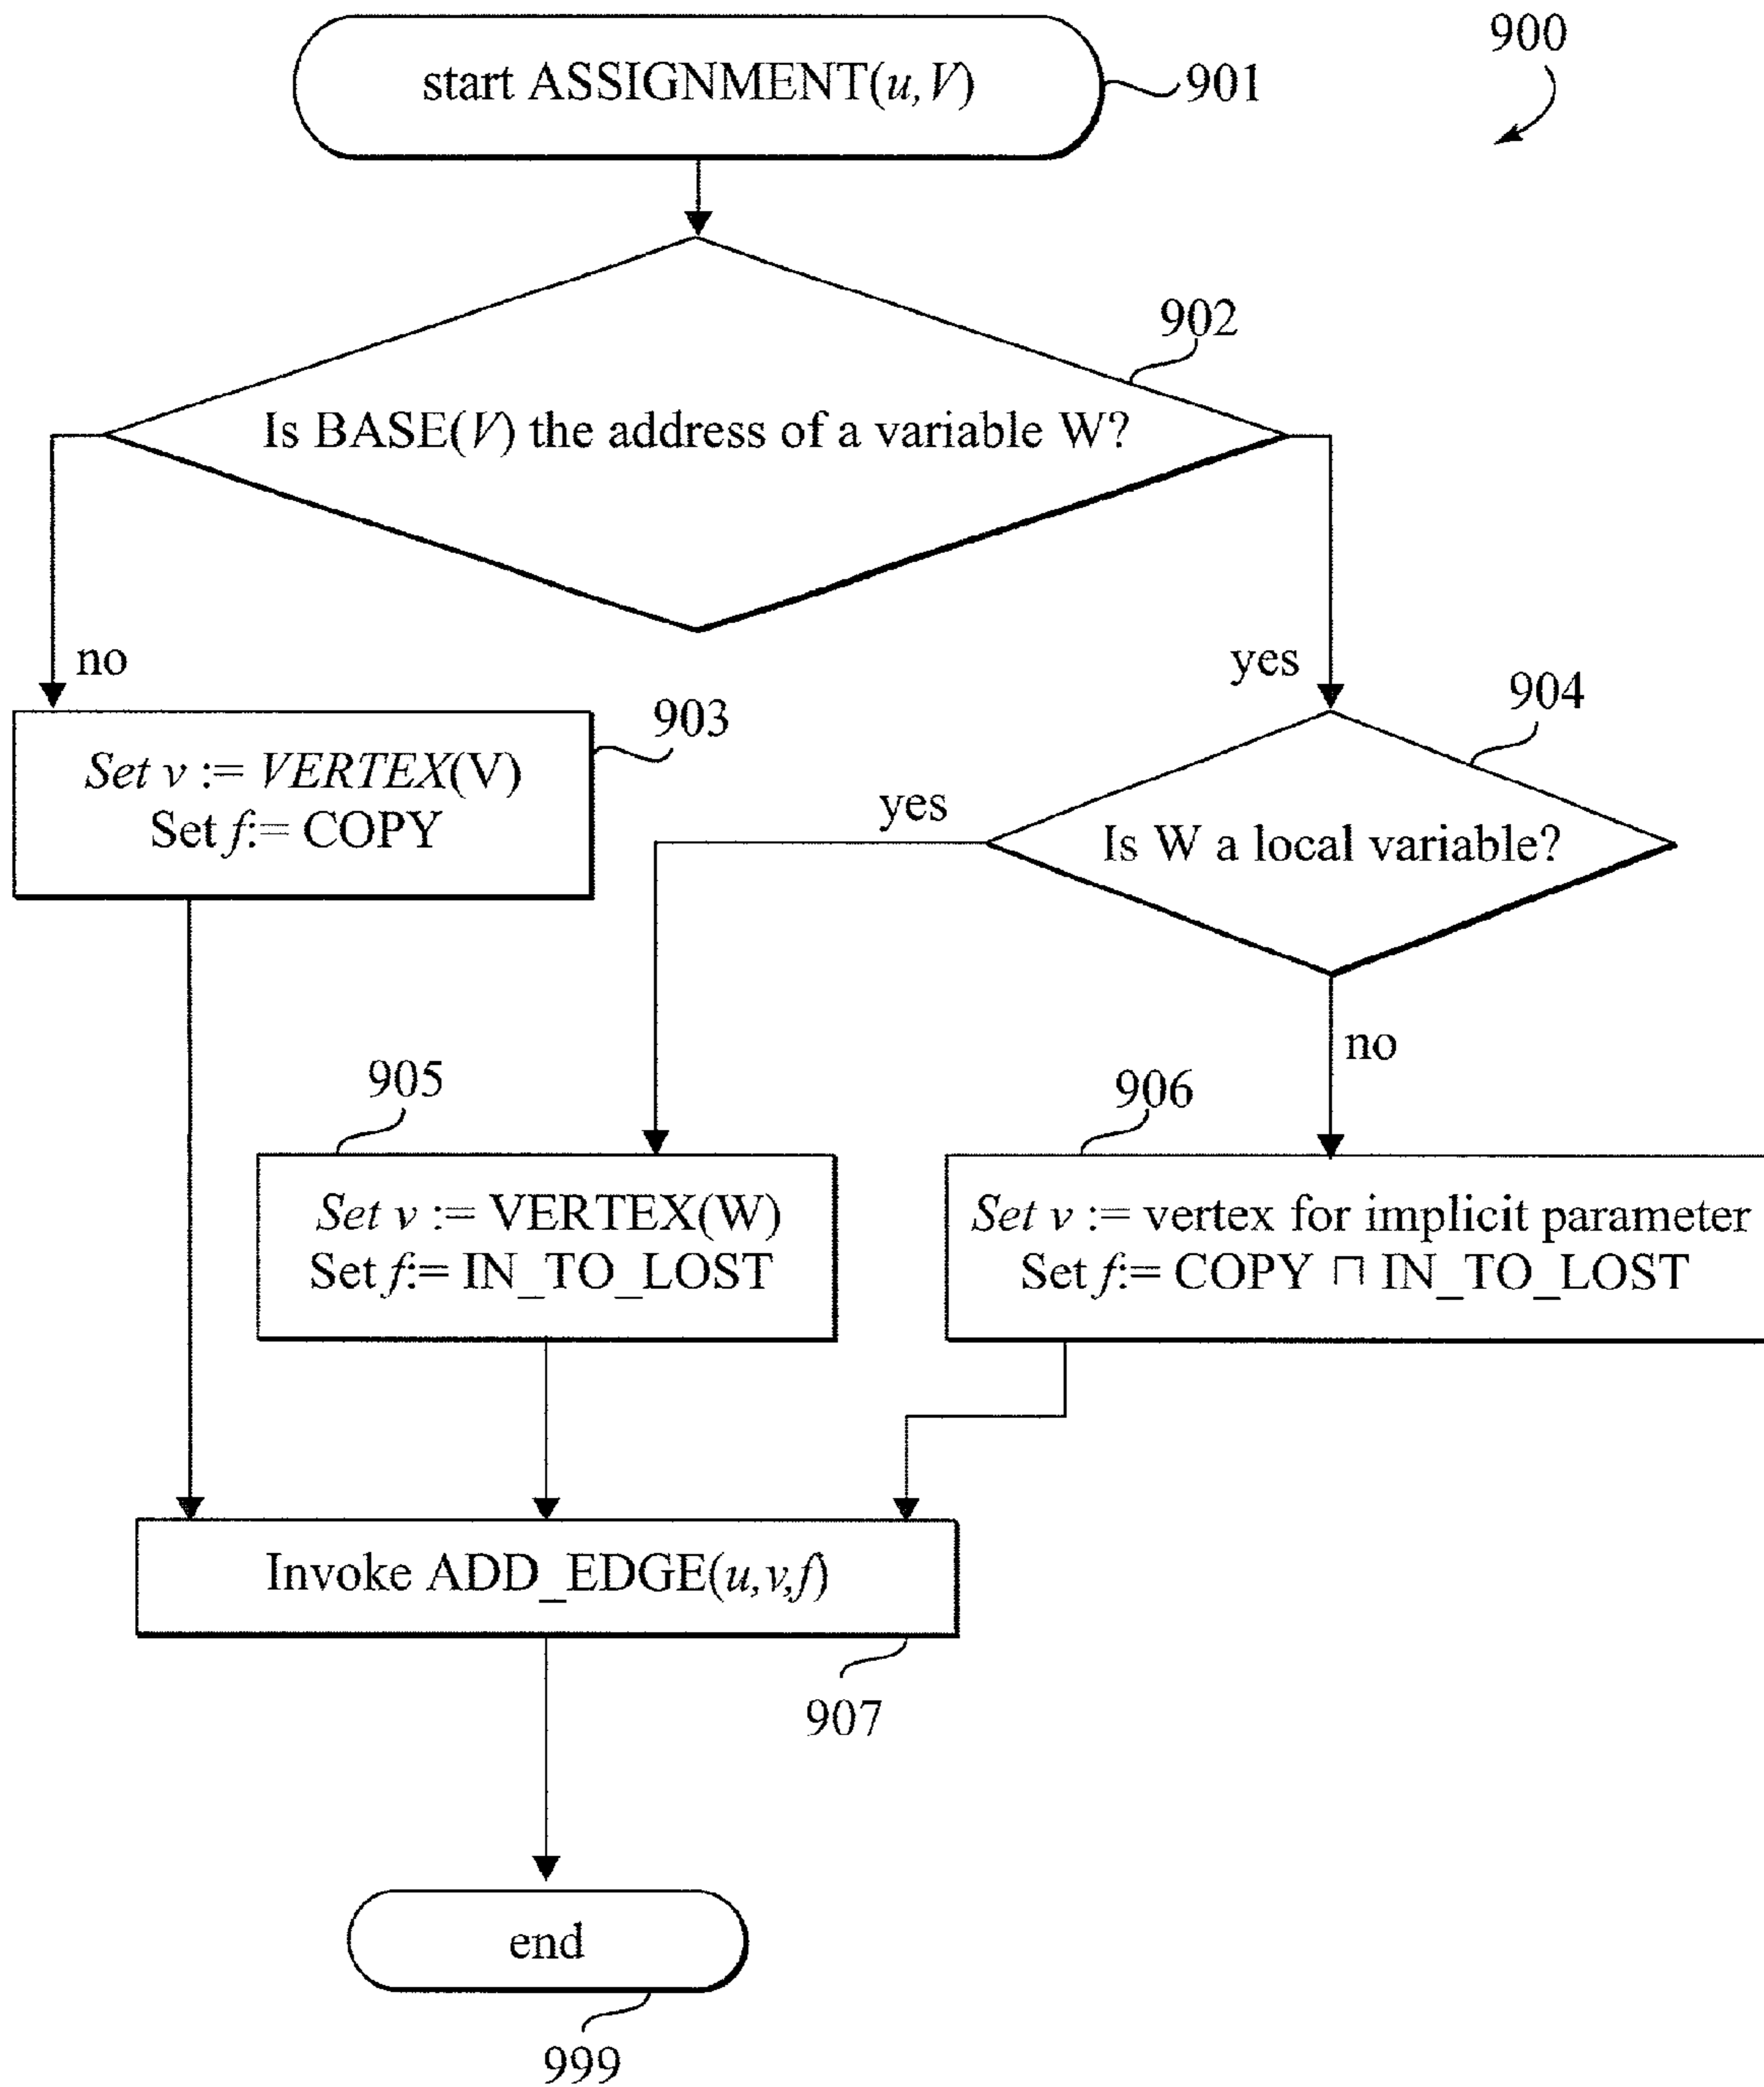 900
start ASSIGNMENT(u,V)
901
902
Is BASE(V) the address of a variable W?
no
yes
903
904
Set v := VERTEX(V)
Set f:= COPY
yes
Is W a local variable?
no
905
906
Set v := VERTEX(W)
Set f:= IN_TO_LOST
Set v := vertex for implicit parameter
Set f:= COPY ⊓ IN_TO_LOST
Invoke ADD_EDGE(u,v,f)
907
end
999